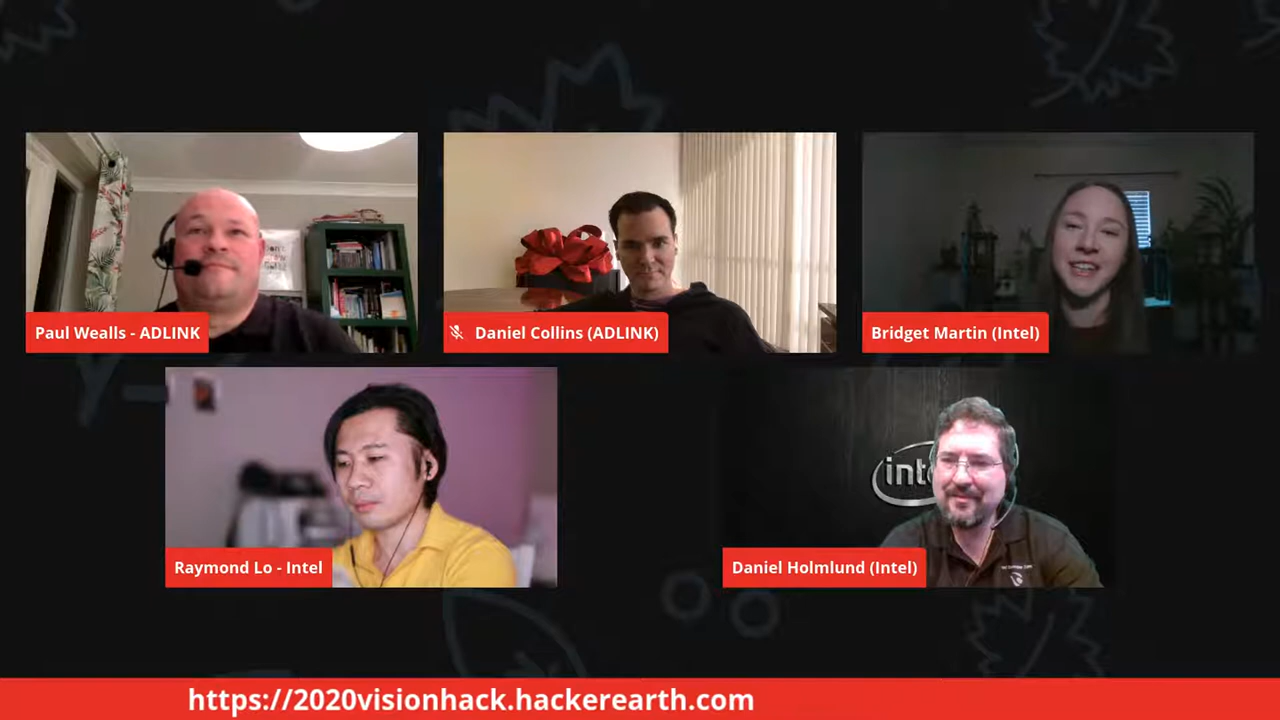 Paul Wealls - ADLINK
Daniel Collins (ADLINK)
Bridget Martin (Intel)
inte
Raymond Lo - Intel
Daniel Holmlund (Intel)
https://2020visionhack.hackerearth.com